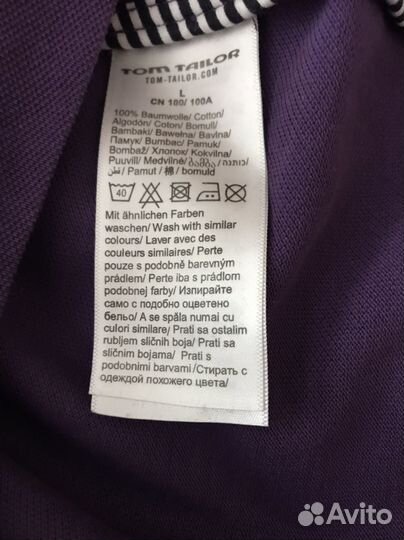 TOM TAILOR
TOM-TAILOR.COM
L
CN 180/ 100A
100% Baumwolle/ Cotton/
Algodón/ Coton/ Bomull/
Bambaki/ Bawełna/ Bavlna/
Памук/ Bumbac/ Pamuk/
Bombaž/ Хлопок/ Kokvilna/
Puuvill/ Medvilnė/ ბამბა/ כותנה/
قطن/ Pamut / 棉/ bomuld
40
Mit ähnlichen Farben
waschen/ Wash with similar
colours/ Laver avec des
couleurs similaires/ Perte
pouze s podobně barevným
prádlem/ Perte iba s prádlom
podobnej farby/ Изпирайте
само с подобно оцветено
бельо/ A se spăla numai cu
culori similare/ Prati sa ostalim
rubljem sličnih boja/ Prati sa
sličnim bojama/ Prati s
podobnimi barvami/Стирать с
одеждой похожего цвета/
Avito